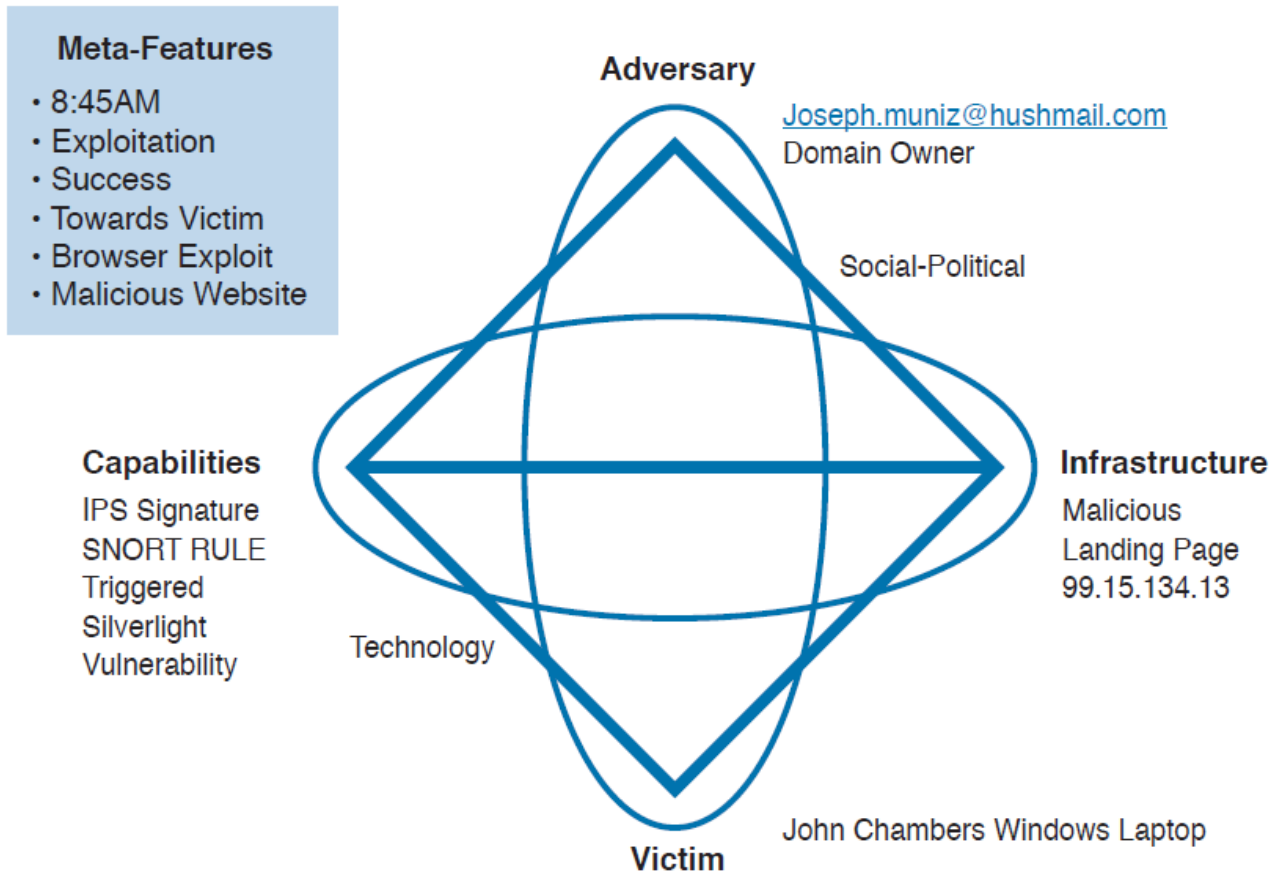 Meta-Features
• 8:45AM
• Exploitation
• Success
• Towards Victim
• Browser Exploit
• Malicious Website
Adversary
Joseph.muniz@hushmail.com
Domain Owner
Social-Political
Capabilities
IPS Signature
SNORT RULE
Triggered
Silverlight
Vulnerability
Infrastructure
Malicious
Landing Page
99.15.134.13
Technology
John Chambers Windows Laptop
Victim